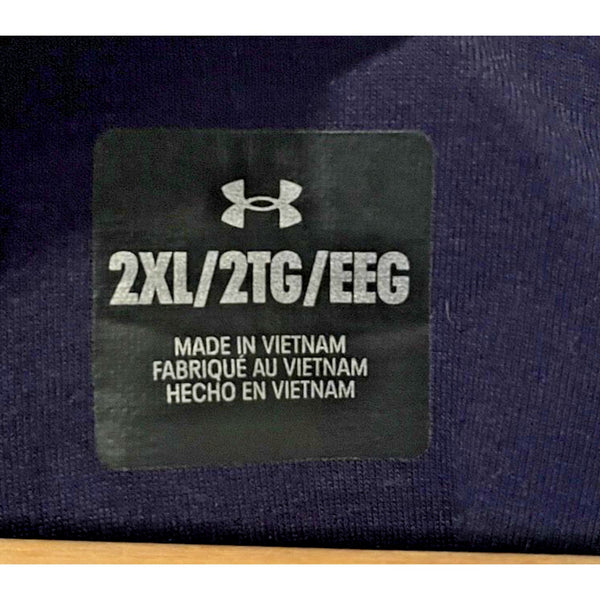 2XL/2TG/EEG
MADE IN VIETNAM
FABRIQUÉ AU VIETNAM
HECHO EN VIETNAM